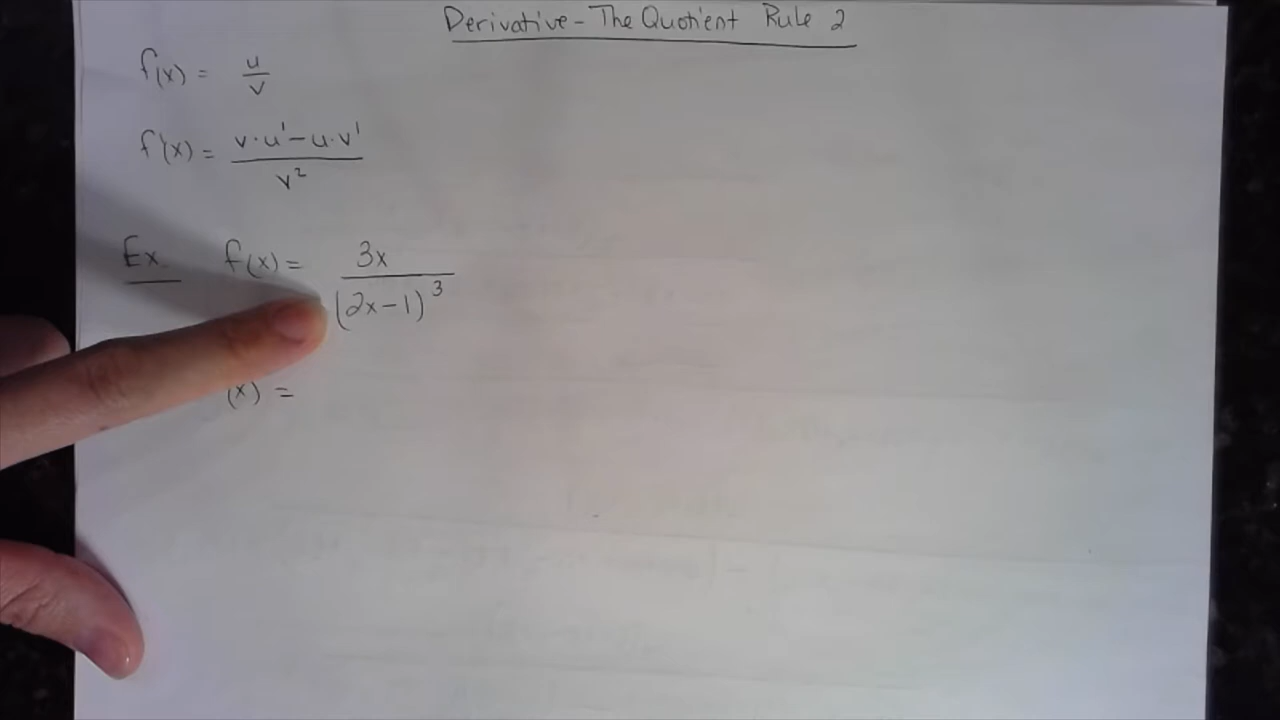 Derivative - The Quotient Rule 2
f(x) = u/v
f'(x) = v·u' - u·v' / v²
Ex. f(x) = 3x / (2x-1)³
(x) =